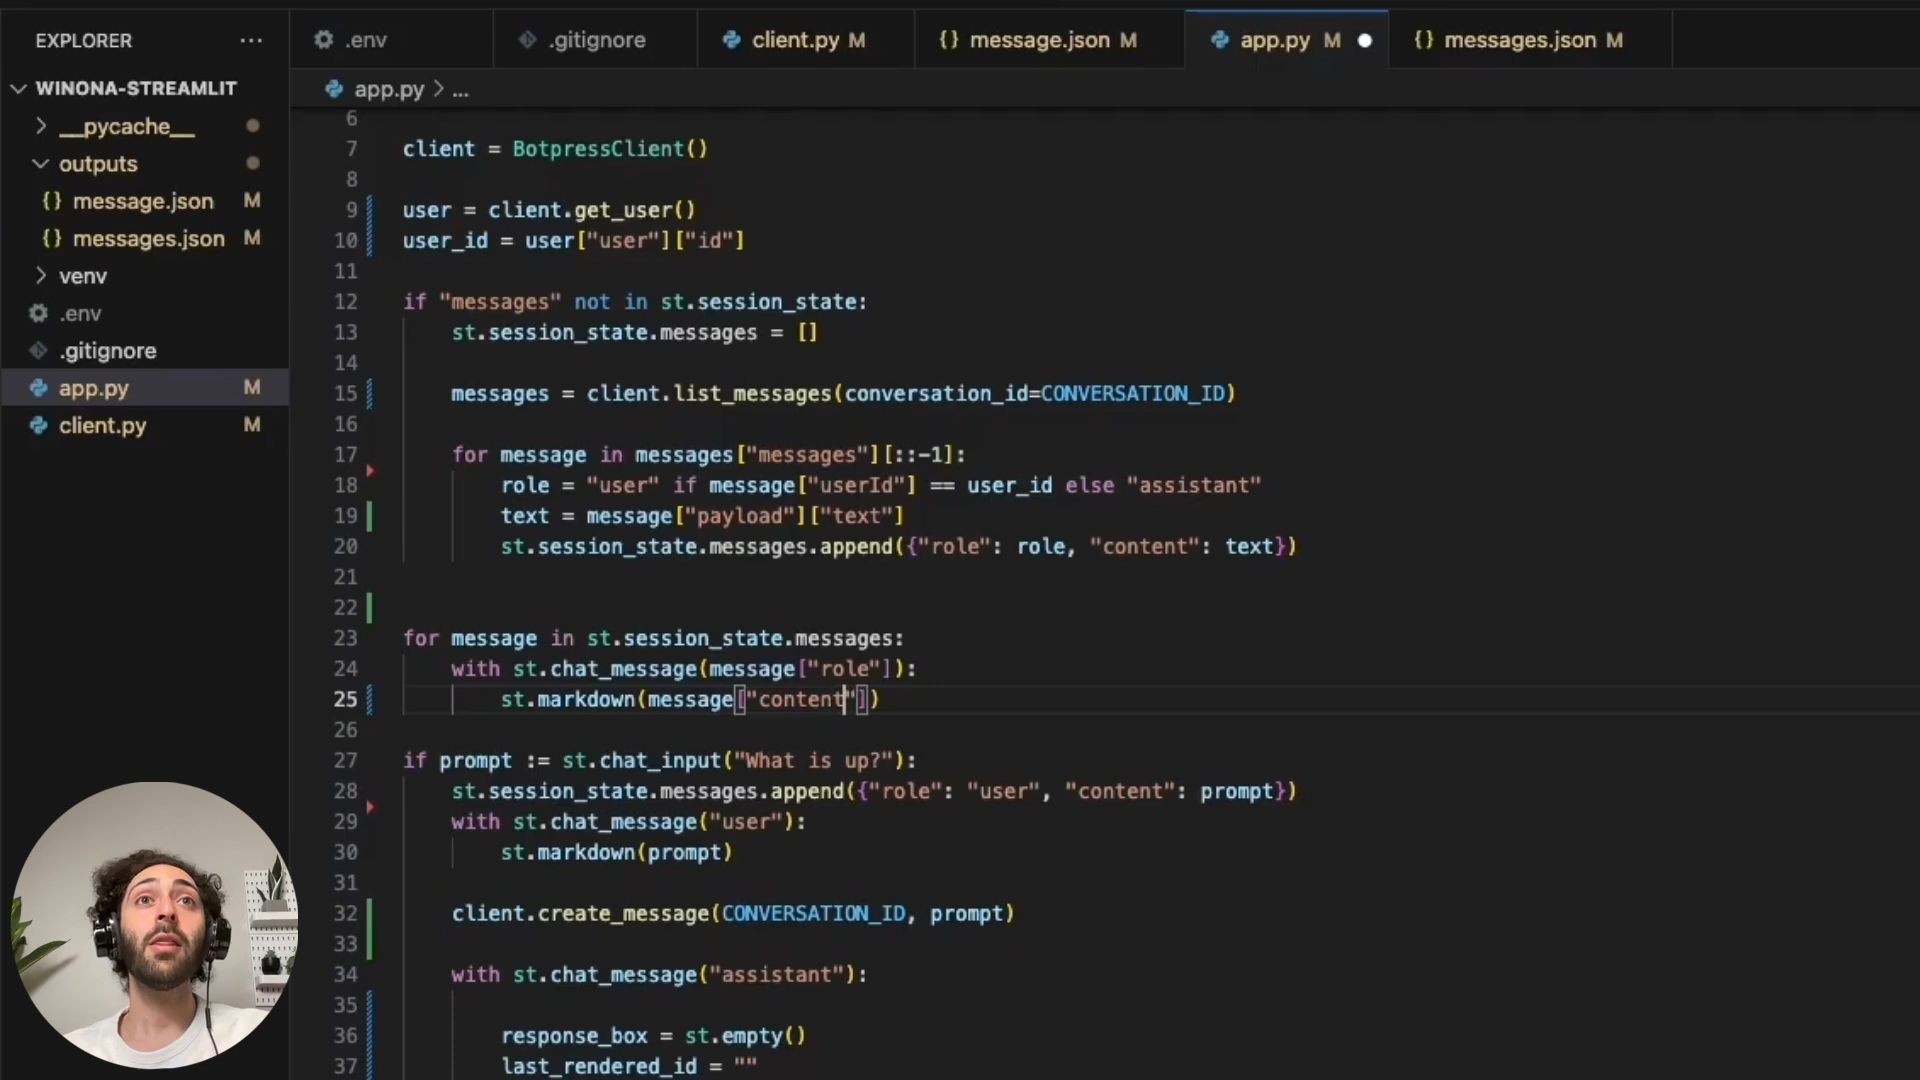 EXPLORER ...
.env
.gitignore
client.py M
message.json M
app.py M
messages.json M
WINONA-STREAMLIT
__pycache__
outputs
message.json M
messages.json M
venv
.env
.gitignore
app.py M
client.py M
app.py > ...
6
7 client = BotpressClient()
8
9 user = client.get_user()
10 user_id = user["user"]["id"]
11
12 if "messages" not in st.session_state:
13 st.session_state.messages = []
14
15 messages = client.list_messages(conversation_id=CONVERSATION_ID)
16
17 for message in messages["messages"][::-1]:
18 role = "user" if message["userId"] == user_id else "assistant"
19 text = message["payload"]["text"]
20 st.session_state.messages.append({"role": role, "content": text})
21
22
23 for message in st.session_state.messages:
24 with st.chat_message(message["role"]):
25 st.markdown(message["content"])
26
27 if prompt := st.chat_input("What is up?"):
28 st.session_state.messages.append({"role": "user", "content": prompt})
29 with st.chat_message("user"):
30 st.markdown(prompt)
31
32 client.create_message(CONVERSATION_ID, prompt)
33
34 with st.chat_message("assistant"):
35
36 response_box = st.empty()
37 last_rendered_id = ""